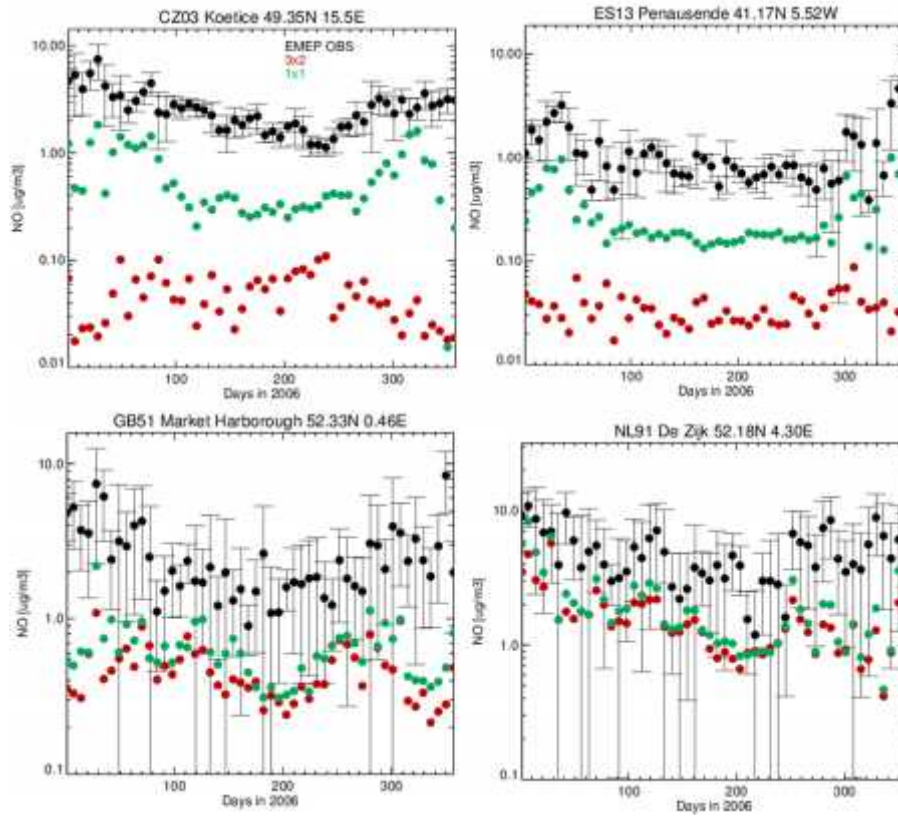 CZ03 Koetice 49.35N 15.5E
10.00
1.00
0.10
0.01
NO [ug/m3]
EMEP OBS
3x2
1x1
100
200
300
Days in 2006
ES13 Penausende 41.17N 5.52W
10.00
1.00
0.10
0.01
NO [ug/m3]
100
200
300
Days in 2006
GB51 Market Harborough 52.33N 0.46E
10.0
1.0
0.1
NO [ug/m3]
100
200
300
Days in 2006
NL91 De Zijk 52.18N 4.30E
10.0
1.0
0.1
NO [ug/m3]
100
200
300
Days in 2006